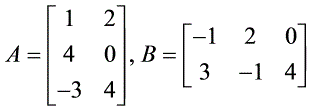 A = [1 2; 4 0; -3 4], B = [-1 2 0; 3 -1 4]